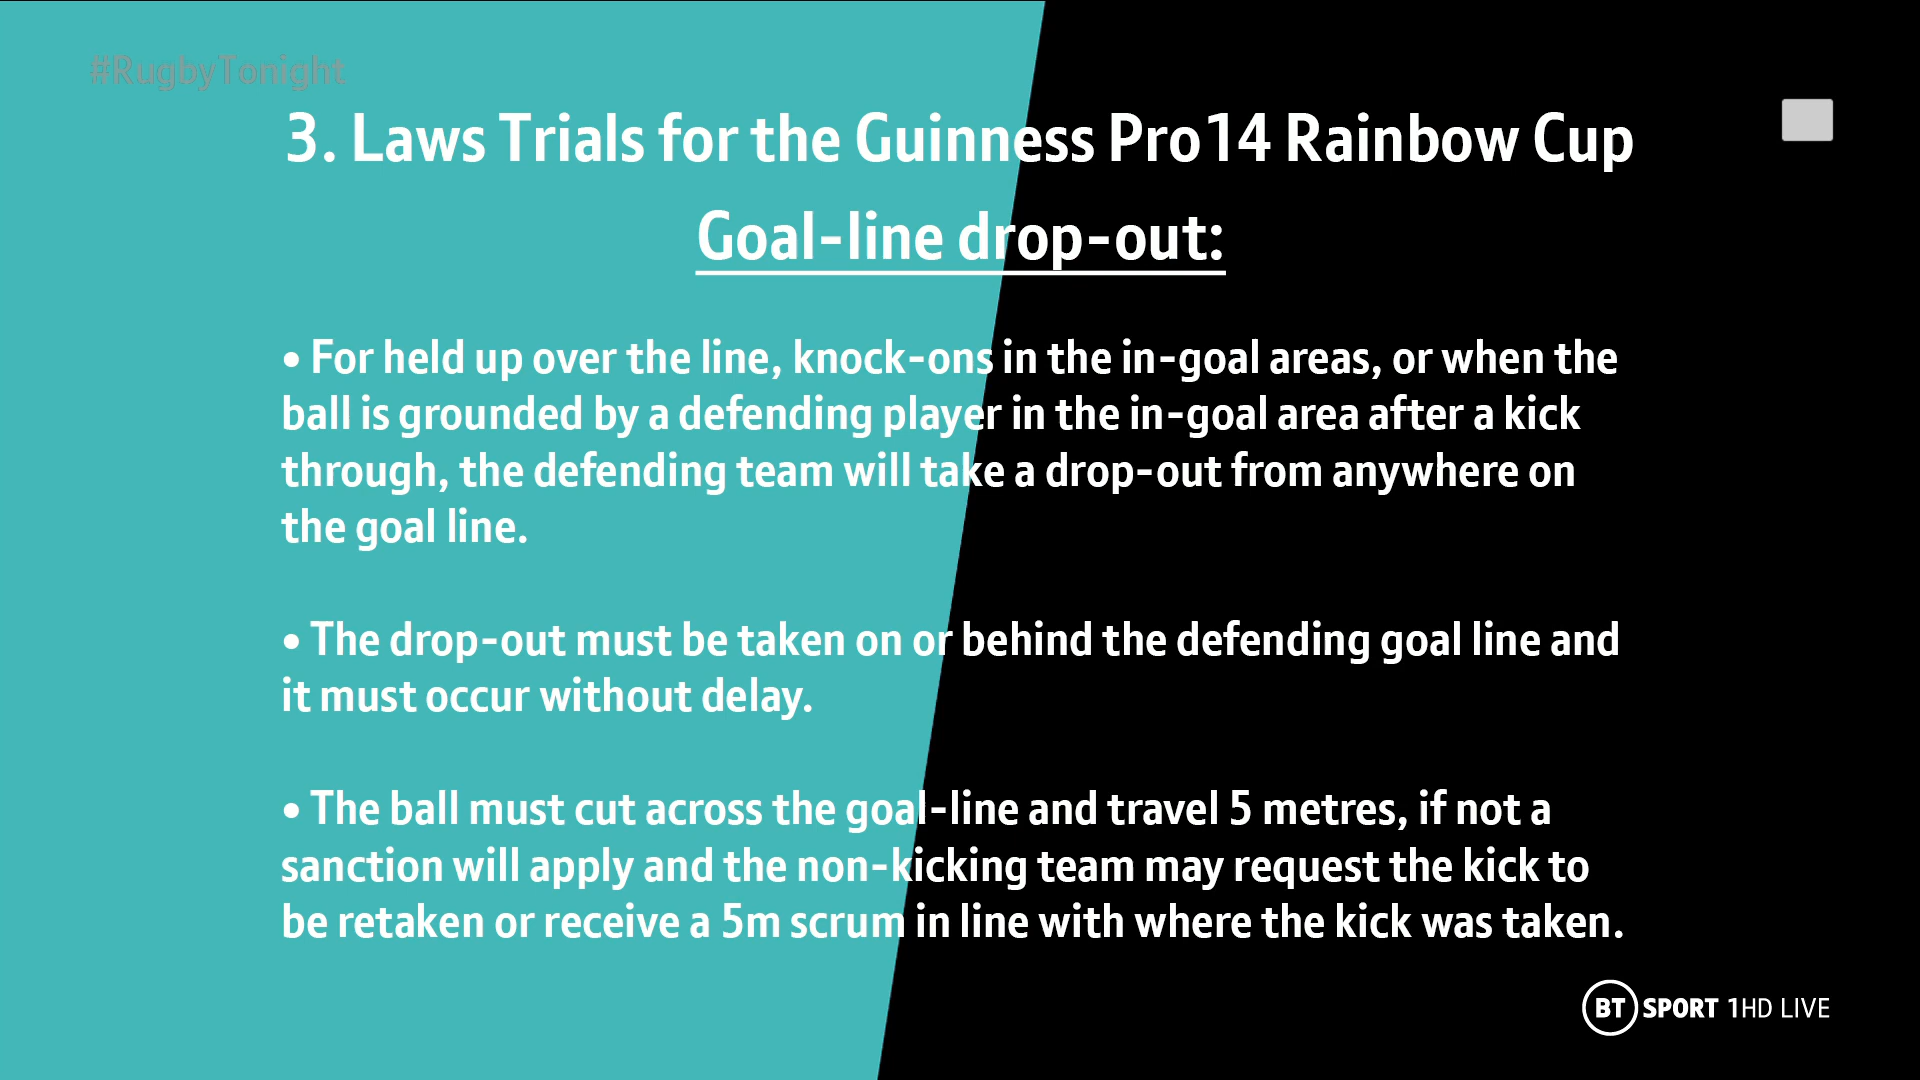 #RugbyTonight
3. Laws Trials for the Guinness Pro14 Rainbow Cup
Goal-line drop-out:
• For held up over the line, knock-ons in the in-goal areas, or when the
ball is grounded by a defending player in the in-goal area after a kick
through, the defending team will take a drop-out from anywhere on
the goal line.
• The drop-out must be taken on or behind the defending goal line and
it must occur without delay.
• The ball must cut across the goal-line and travel 5 metres, if not a
sanction will apply and the non-kicking team may request the kick to
be retaken or receive a 5m scrum in line with where the kick was taken.
BT SPORT 1HD LIVE